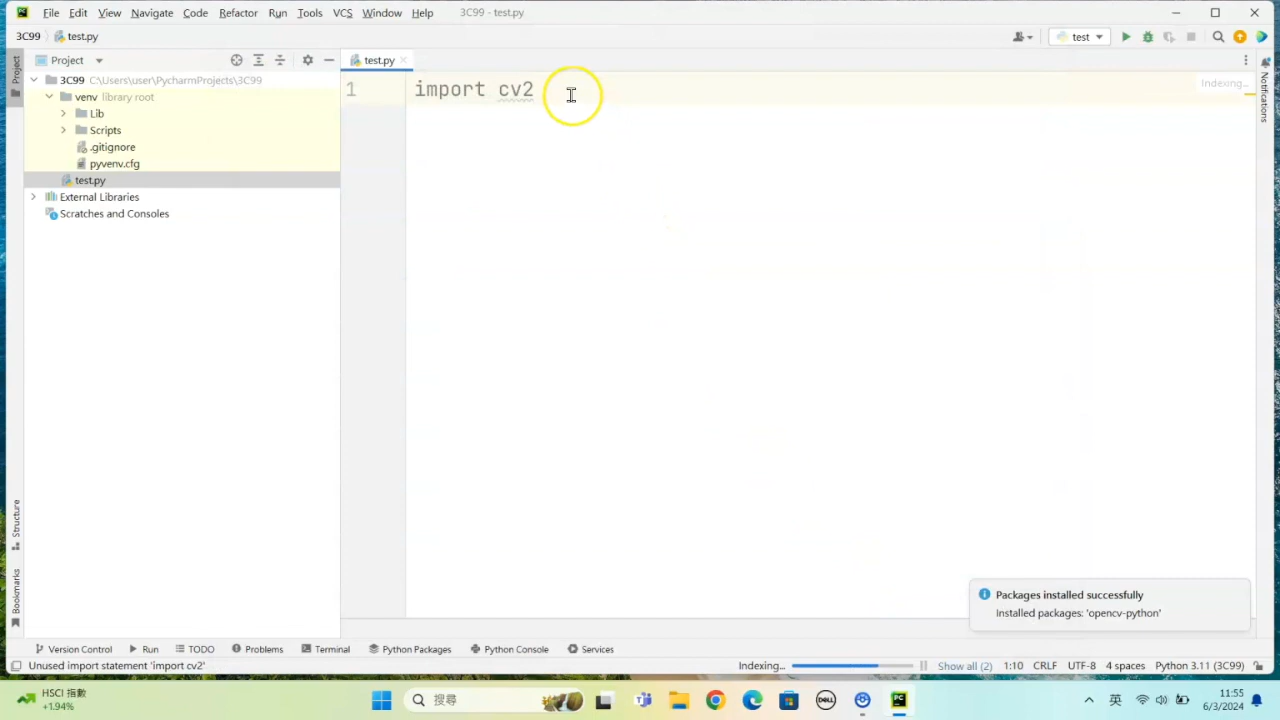 File Edit View Navigate Code Refactor Run Tools VCS Window Help 3C99 - test.py
3C99 test.py
test
Project
test.py
Project
3C99 C:\Users\user\PycharmProjects\3C99
venv library root
Lib
Scripts
.gitignore
pyvenv.cfg
test.py
External Libraries
Scratches and Consoles
1 import cv2
Indexing...
Notifications
Structure
Bookmarks
Packages installed successfully
Installed packages: 'opencv-python'
Version Control Run TODO Problems Terminal Python Packages Python Console Services
Unused import statement 'import cv2' Indexing... Show all (2) 1:10 CRLF UTF-8 4 spaces Python 3.11 (3C99)
HSCI 指數
+1.94%
搜尋
DELL
PC
英
11:55
6/3/2024